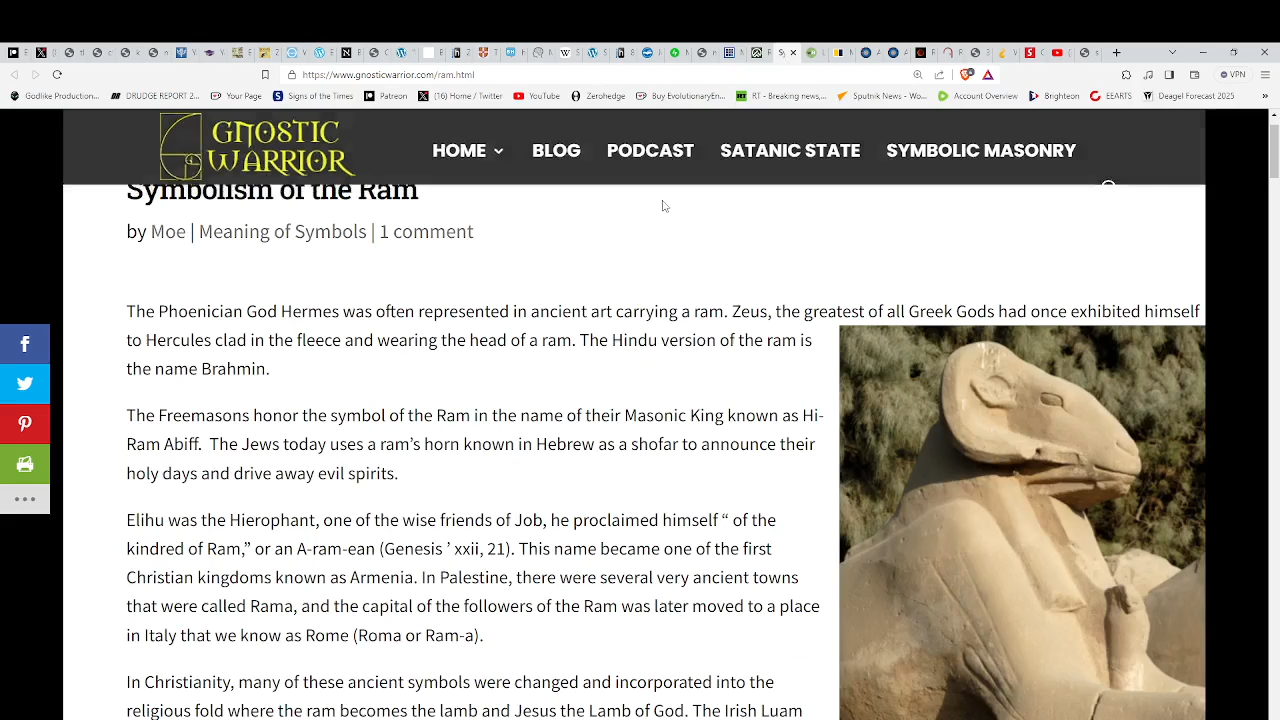 https://www.gnosticwarrior.com/ram.html
VPN
Godlike Production...
DRUDGE REPORT 2...
Your Page
Signs of the Times
Patreon
(16) Home / Twitter
YouTube
Zerohedge
Buy EvolutionaryEn...
RT - Breaking news,...
Sputnik News - Wo...
Account Overview
Brighteon
EEARTS
Deagel Forecast 2025
»
GNOSTIC
WARRIOR
HOME
BLOG
PODCAST
SATANIC STATE
SYMBOLIC MASONRY
Symbolism of the Ram
by Moe | Meaning of Symbols | 1 comment
The Phoenician God Hermes was often represented in ancient art carrying a ram. Zeus, the greatest of all Greek Gods had once exhibited himself
to Hercules clad in the fleece and wearing the head of a ram. The Hindu version of the ram is
the name Brahmin.
The Freemasons honor the symbol of the Ram in the name of their Masonic King known as Hi-
Ram Abiff.  The Jews today uses a ram's horn known in Hebrew as a shofar to announce their
holy days and drive away evil spirits.
Elihu was the Hierophant, one of the wise friends of Job, he proclaimed himself “ of the
kindred of Ram,” or an A-ram-ean (Genesis ’ xxii, 21). This name became one of the first
Christian kingdoms known as Armenia. In Palestine, there were several very ancient towns
that were called Rama, and the capital of the followers of the Ram was later moved to a place
in Italy that we know as Rome (Roma or Ram-a).
In Christianity, many of these ancient symbols were changed and incorporated into the
religious fold where the ram becomes the lamb and Jesus the Lamb of God. The Irish Luam